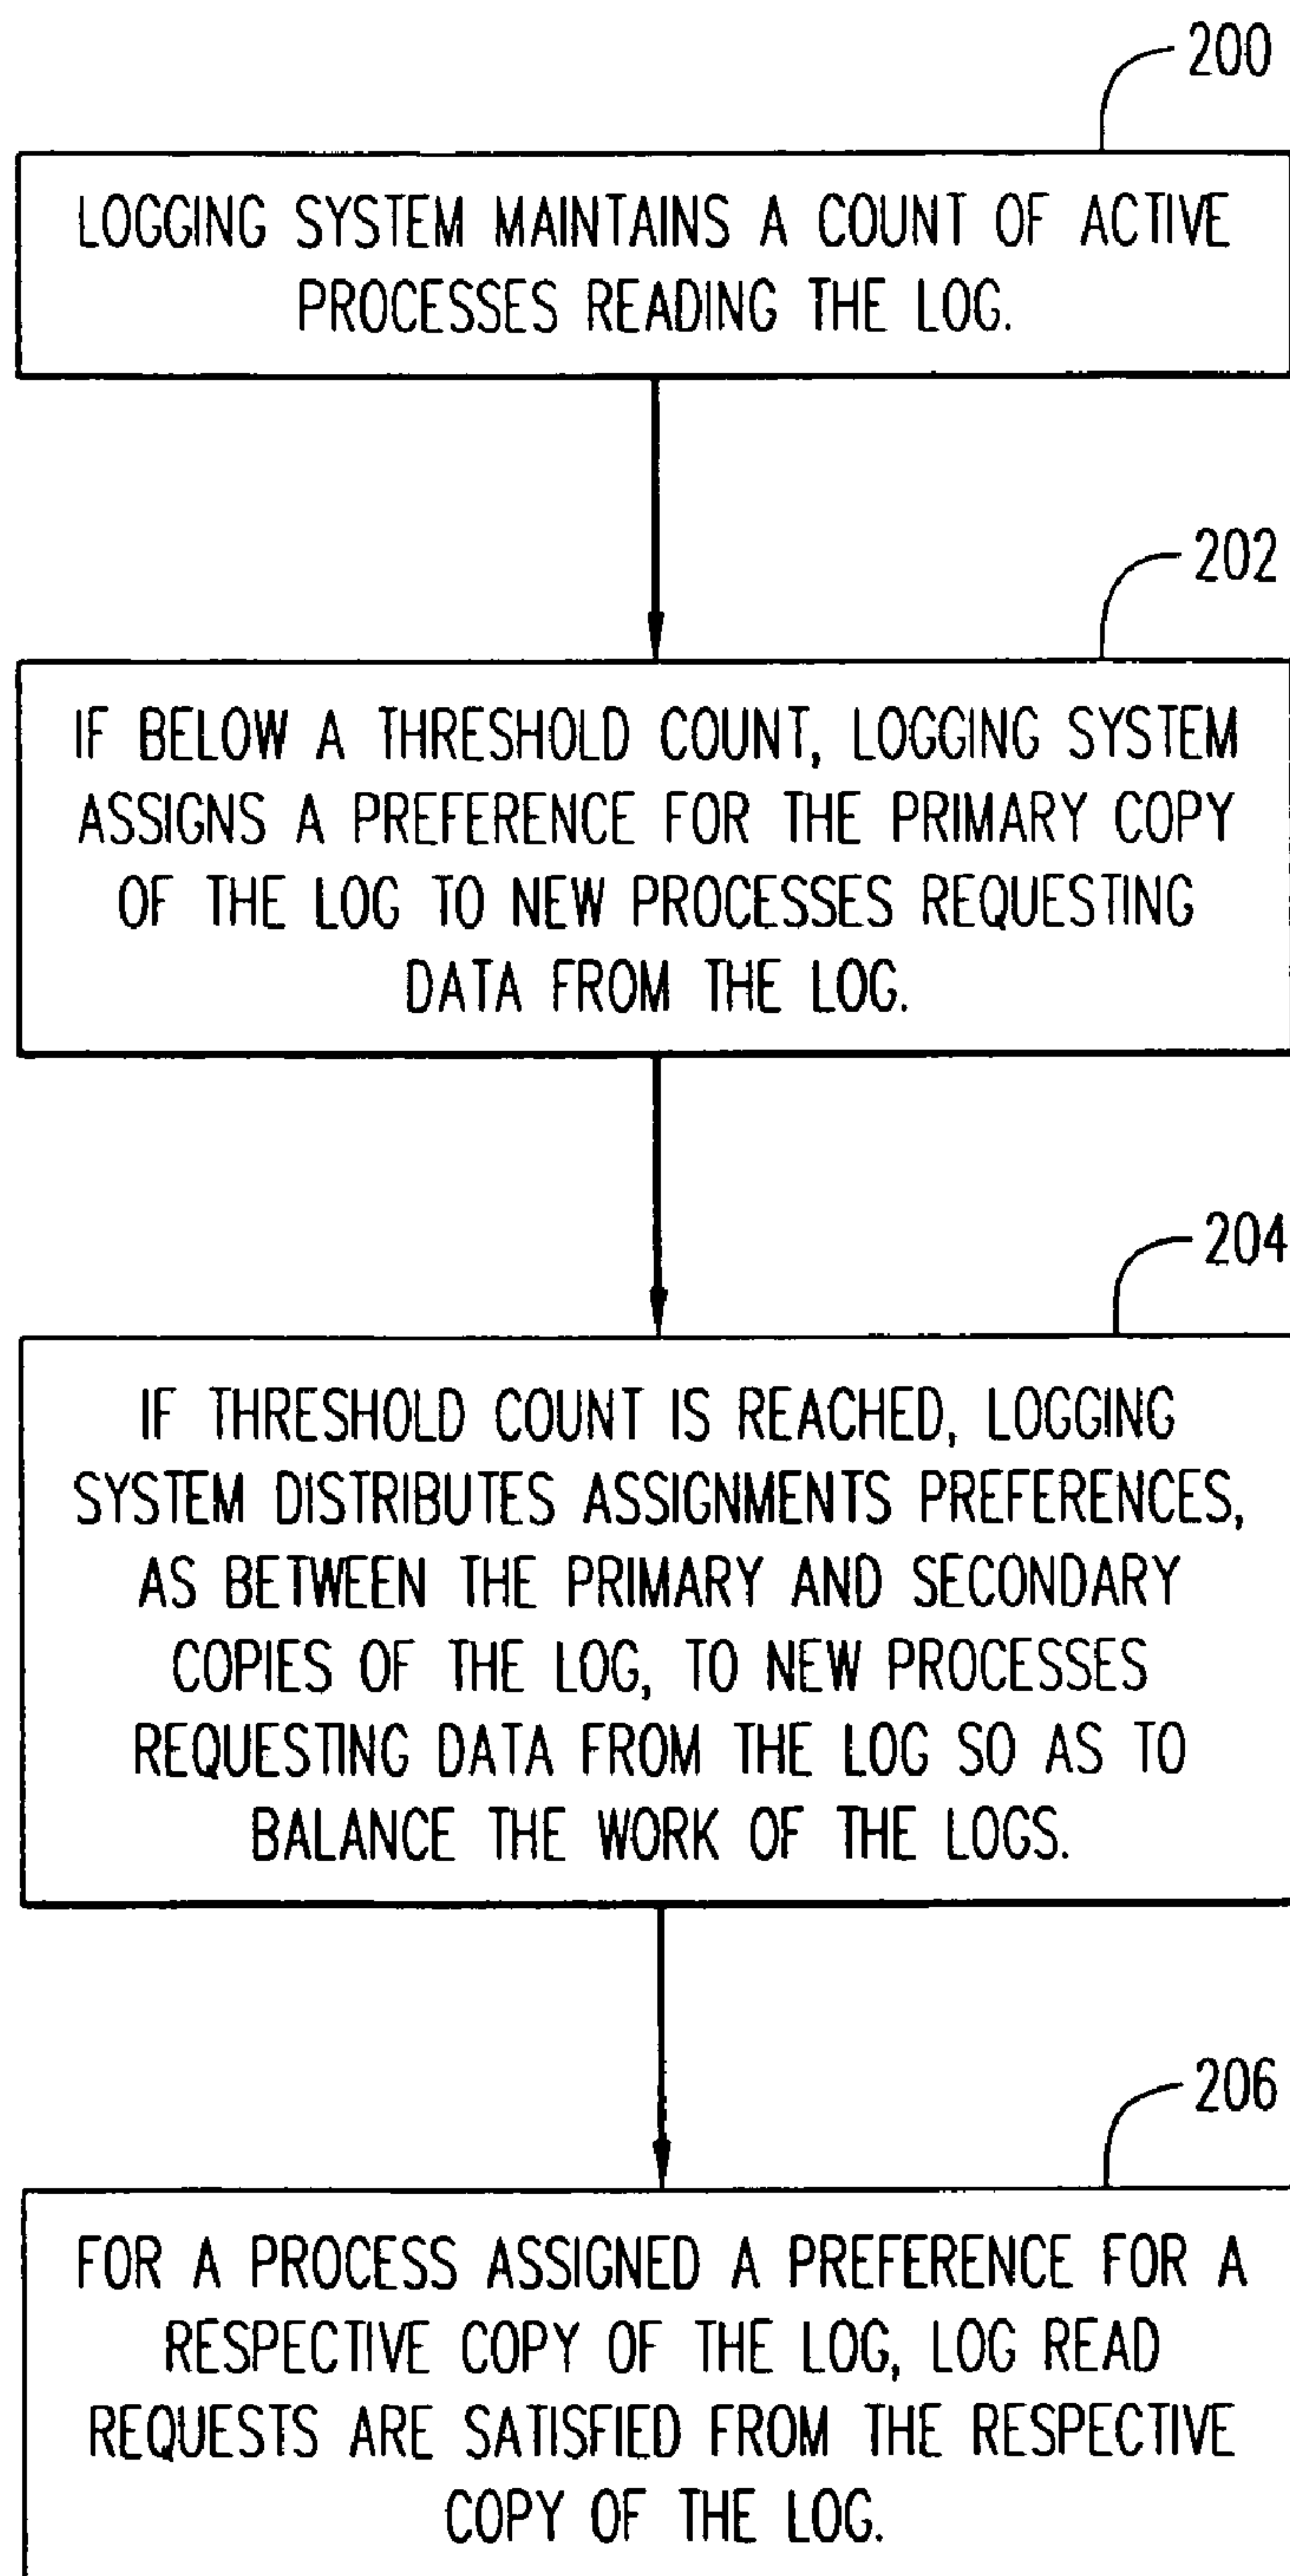 200
LOGGING SYSTEM MAINTAINS A COUNT OF ACTIVE
PROCESSES READING THE LOG.
202
IF BELOW A THRESHOLD COUNT, LOGGING SYSTEM
ASSIGNS A PREFERENCE FOR THE PRIMARY COPY
OF THE LOG TO NEW PROCESSES REQUESTING
DATA FROM THE LOG.
204
IF THRESHOLD COUNT IS REACHED, LOGGING
SYSTEM DISTRIBUTES ASSIGNMENTS PREFERENCES,
AS BETWEEN THE PRIMARY AND SECONDARY
COPIES OF THE LOG, TO NEW PROCESSES
REQUESTING DATA FROM THE LOG SO AS TO
BALANCE THE WORK OF THE LOGS.
206
FOR A PROCESS ASSIGNED A PREFERENCE FOR A
RESPECTIVE COPY OF THE LOG, LOG READ
REQUESTS ARE SATISFIED FROM THE RESPECTIVE
COPY OF THE LOG.